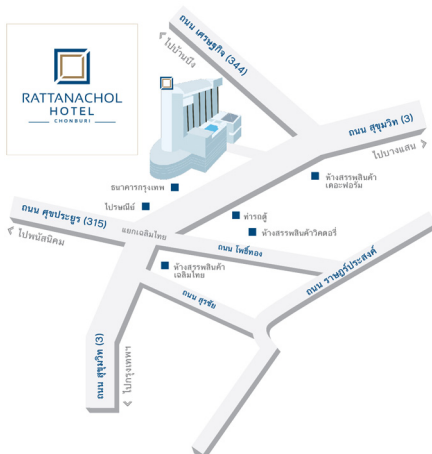 RATTANACHOL
HOTEL
CHONBURI
ถนน เศรษฐกิจ (344)
ไปบ้านบึง
ถนน สุขุมวิท (3)
ไปบางแสน
ห้างสรรพสินค้า
เดอะฟอรั่ม
ธนาคารกรุงเทพ
ไปรษณีย์
ท่ารถตู้
ห้างสรรพสินค้าวิคตอรี่
ถนน ศุขประยูร (315)
ไปพนัสนิคม
แยกเฉลิมไทย
ถนน โพธิ์ทอง
ห้างสรรพสินค้า
เฉลิมไทย
ถนน สุรชัย
ถนน ราษฎร์ประสงค์
ถนน สุขุมวิท (3)
ไปกรุงเทพฯ